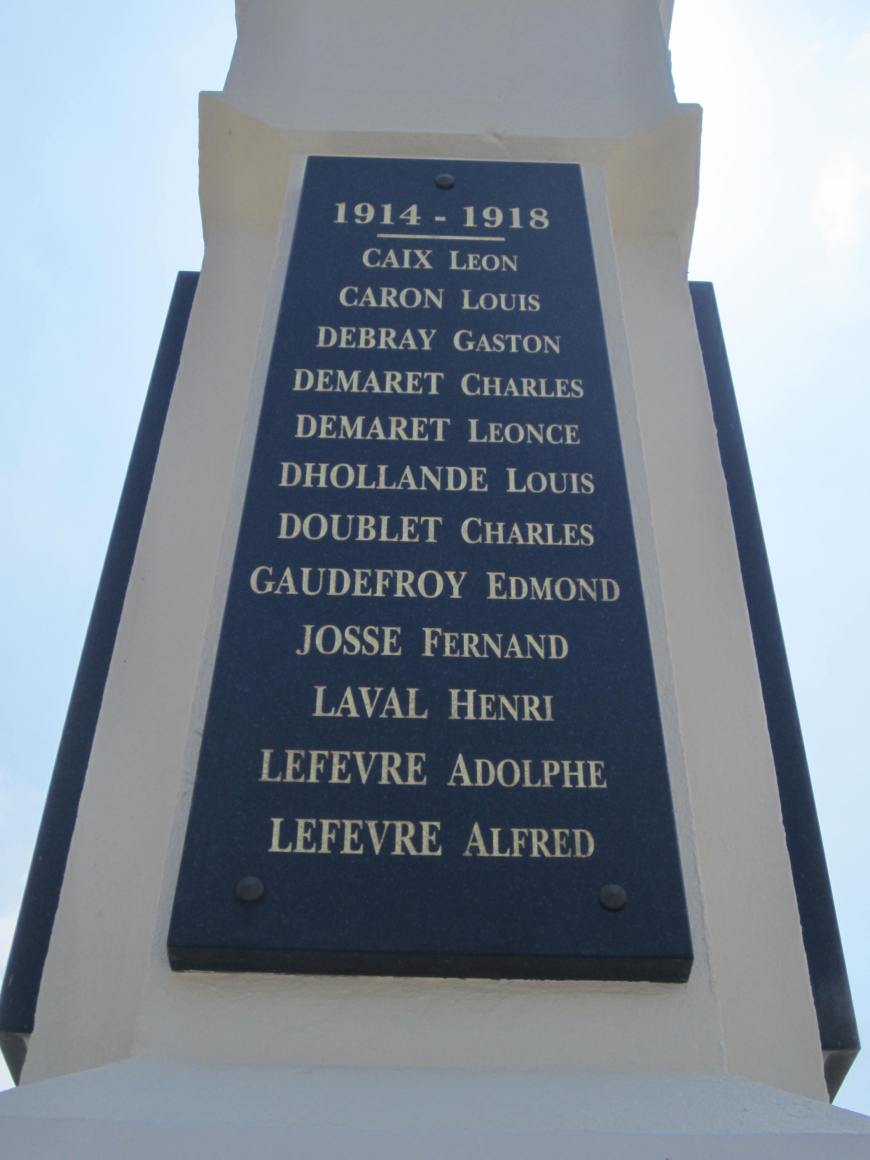 1914 - 1918
CAIX LEON
CARON LOUIS
DEBRAY GASTON
DEMARET CHARLES
DEMARET LEONCE
DHOLLANDE LOUIS
DOUBLET CHARLES
GAUDEFROY EDMOND
JOSSE FERNAND
LAVAL HENRI
LEFEVRE ADOLPHE
LEFEVRE ALFRED